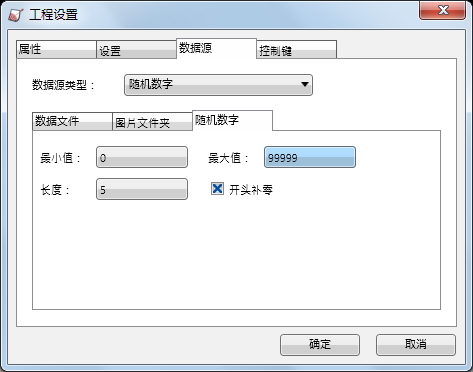 工程设置
属性 设置 数据源 控制键
数据源类型： 随机数字
数据文件 图片文件夹 随机数字
最小值： 0 最大值： 99999
长度： 5 开头补零
确定 取消